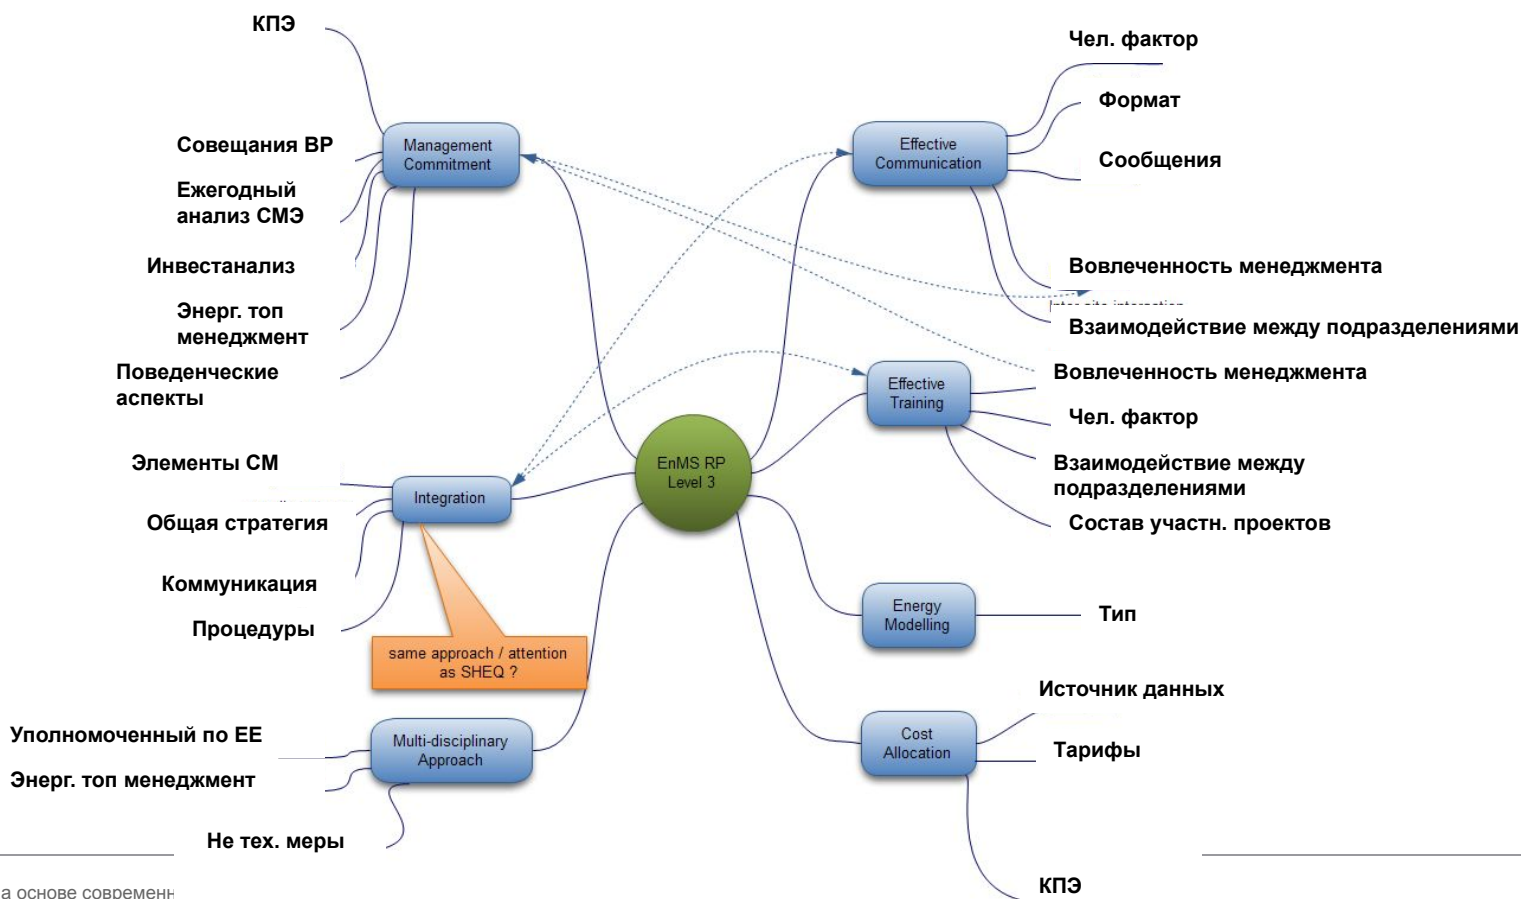 КПЭ
Совещания ВР
Ежегодный
анализ СМЭ
Инвестанализ
Энерг. топ
менеджмент
Поведенческие
аспекты
Management
Commitment
Элементы СМ
Общая стратегия
Коммуникация
Процедуры
Integration
same approach / attention
as SHEQ ?
Уполномоченный по ЕЕ
Энерг. топ менеджмент
Не тех. меры
Multi-disciplinary
Approach
EnMS RP
Level 3
Effective
Communication
Чел. фактор
Формат
Сообщения
Вовлеченность менеджмента
Взаимодействие между подразделениями
Effective
Training
Вовлеченность менеджмента
Чел. фактор
Взаимодействие между
подразделениями
Состав участн. проектов
Energy
Modelling
Тип
Cost
Allocation
Источник данных
Тарифы
КПЭ
а основе современн